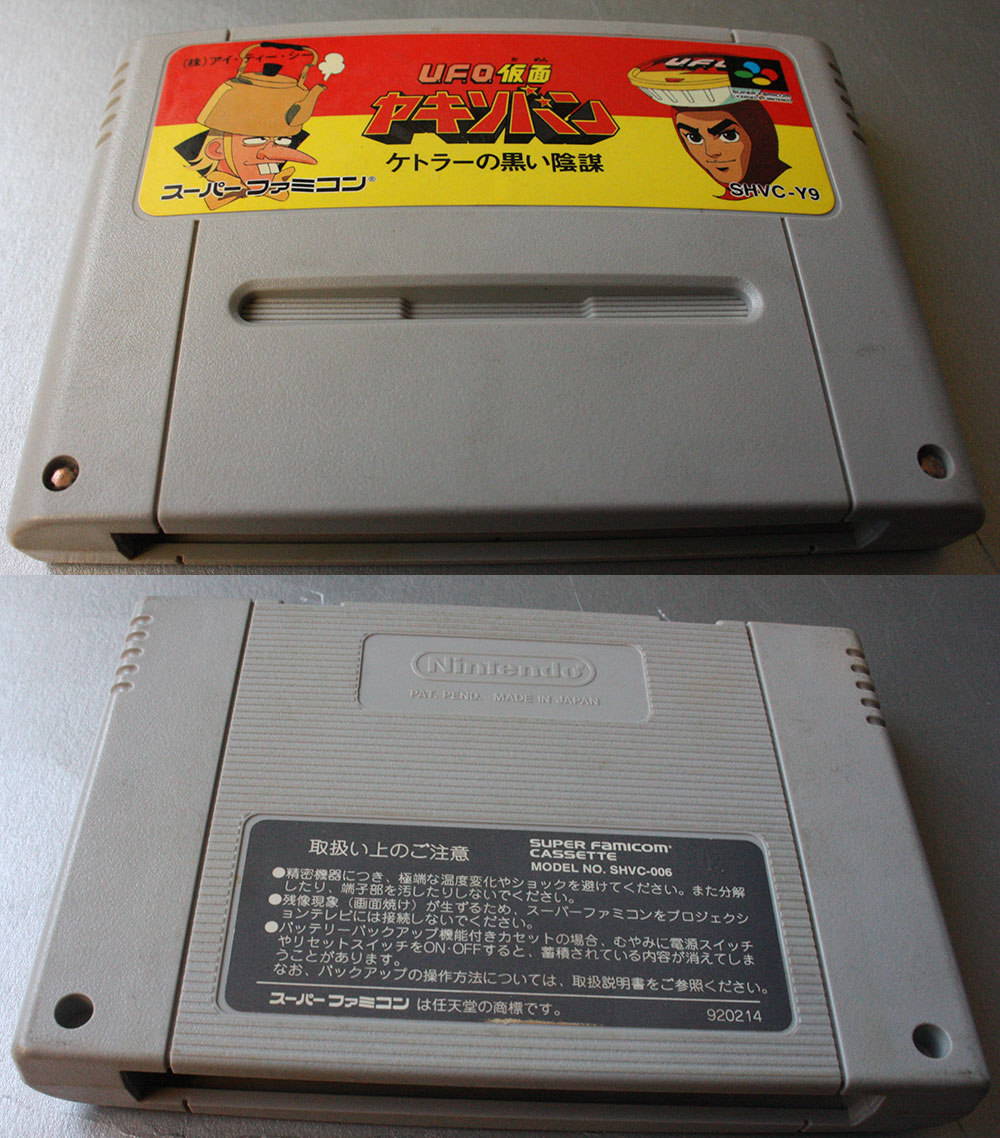 (株)アイ・ティー・シー
U.F.O.仮面
かめん
ヤキソバン
ケトラーの黒い陰謀
スーパーファミコン®
UFO
SHVC-Y9
Nintendo®
PAT. PEND. MADE IN JAPAN
取扱い上のご注意
SUPER FAMICOM®
CASSETTE
MODEL NO. SHVC-006
●精密機器につき、極端な温度変化やショックを避けてください。また分解
したり、端子部を汚したりしないでください。
●残像現象(画面焼け)が生ずるため、スーパーファミコンをプロジェクシ
ョンテレビには接続しないでください。
●バッテリーバックアップ機能付きカセットの場合、むやみに電源スイッチ
やリセットスイッチをON・OFFすると、蓄積されている内容が消えてしま
うことがあります。
なお、バックアップの操作方法については、取扱説明書をご参照ください。
スーパーファミコン は任天堂の商標です。
920214